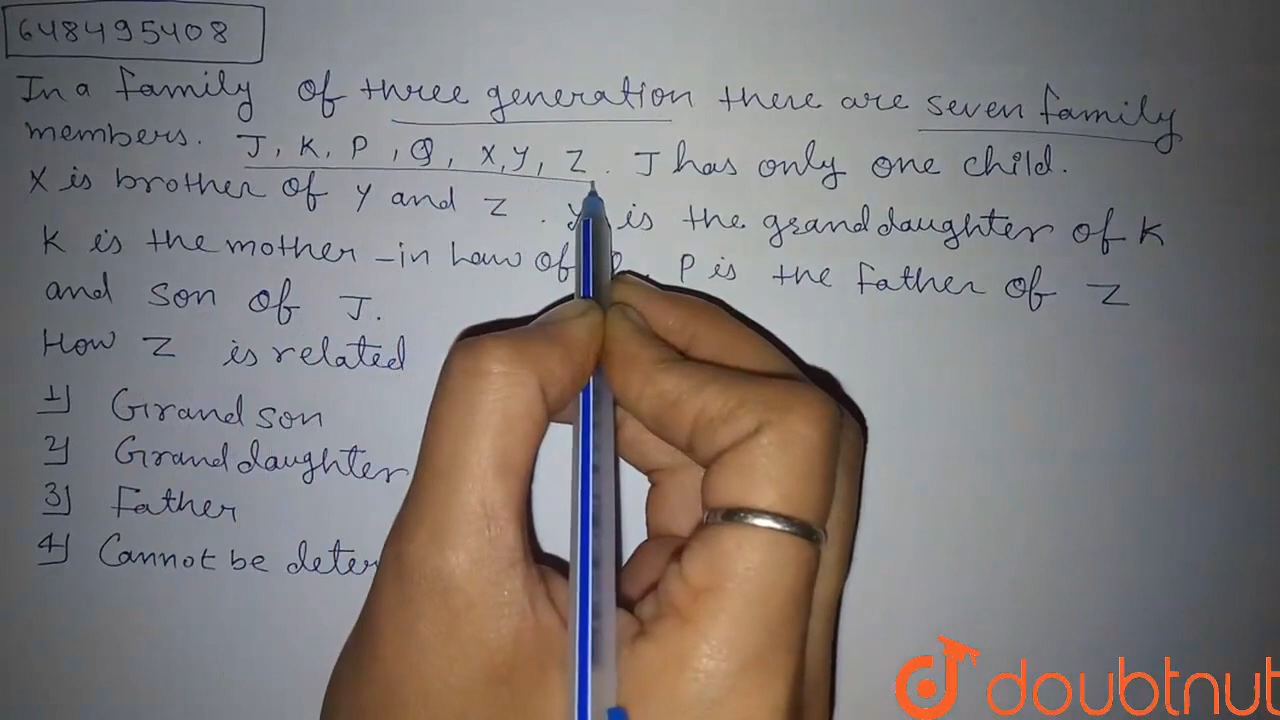 648495408
In a family of three generation there are seven family
members. J, K, P, Q, X, Y, Z. J has only one child.
X is brother of Y and Z. Y is the granddaughter of K
K is the mother-in law of P is the father of Z
and son of J.
How Z is related
1) Grand son
2) Grand daughter
3) Father
4) Cannot be
doubtnut